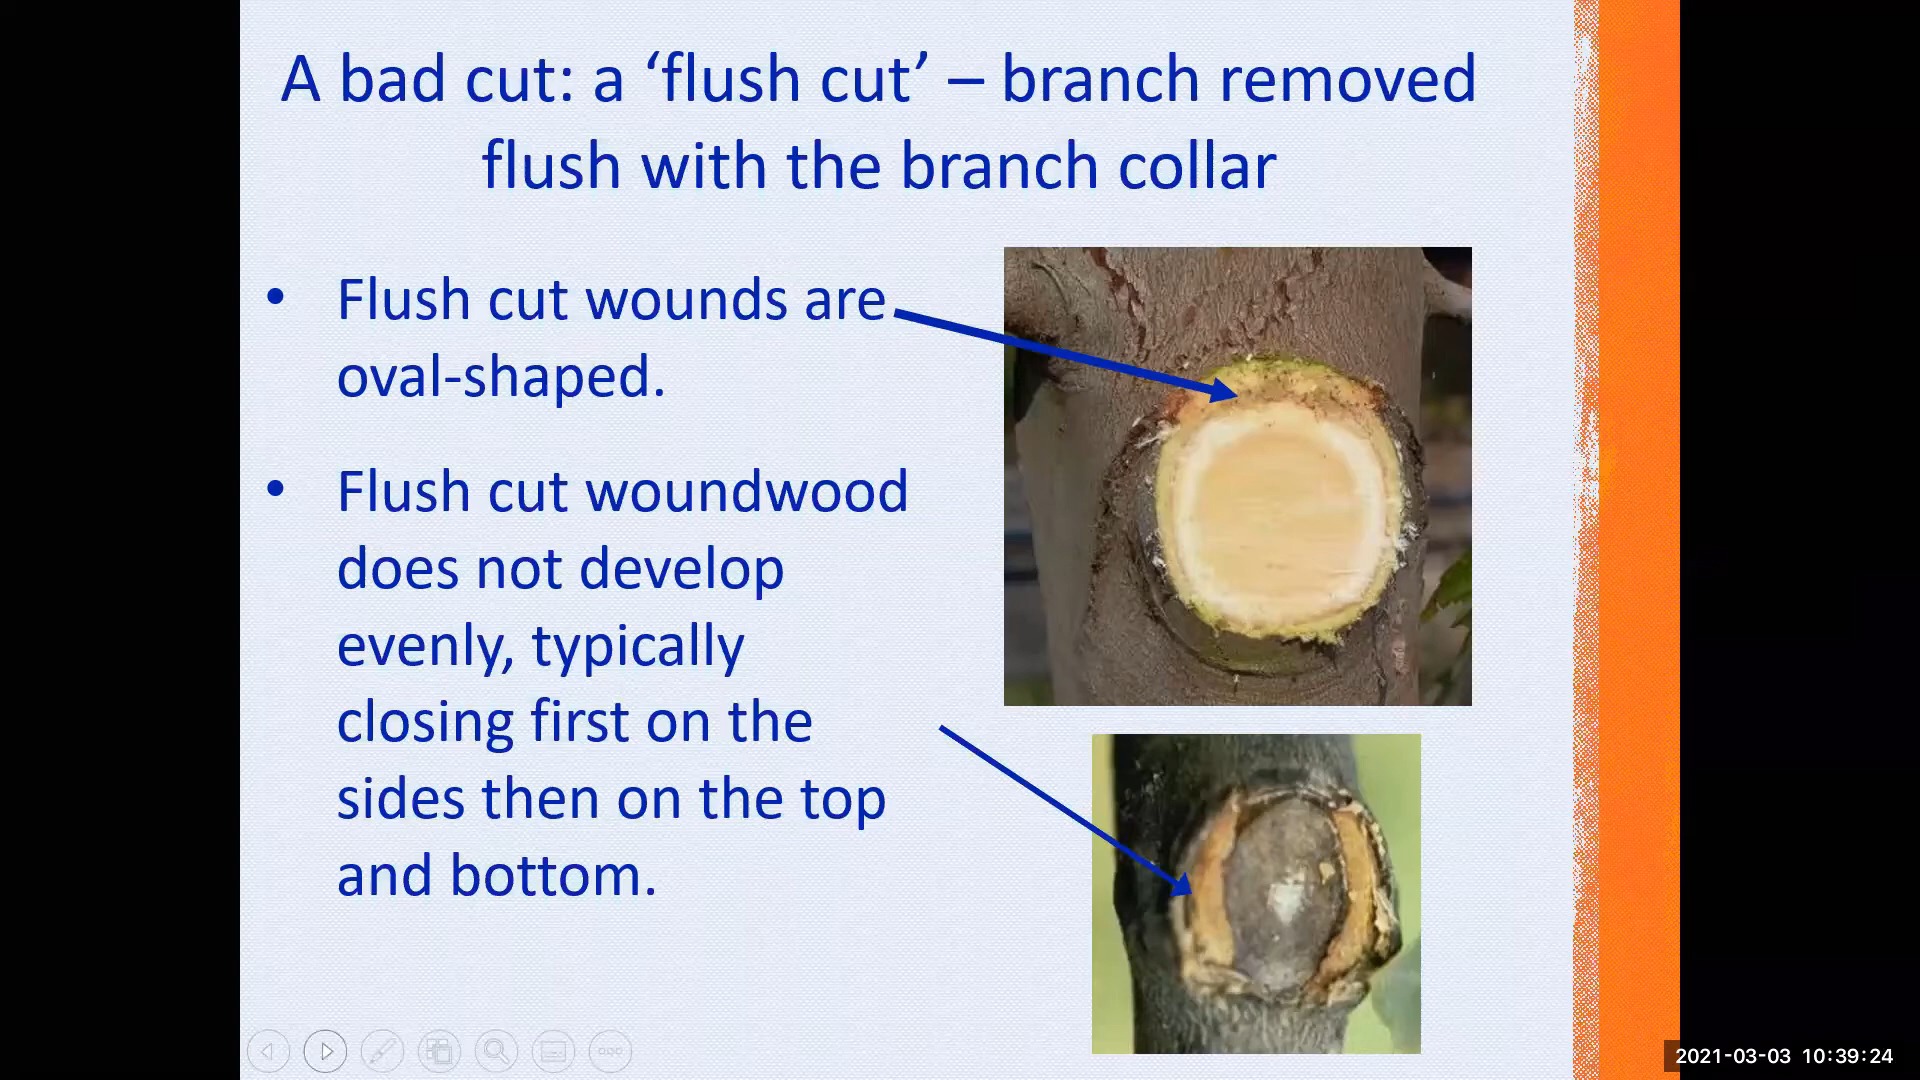 A bad cut: a ‘flush cut’ – branch removed
flush with the branch collar
• Flush cut wounds are
oval-shaped.
• Flush cut woundwood
does not develop
evenly, typically
closing first on the
sides then on the top
and bottom.
2021-03-03 10:39:24